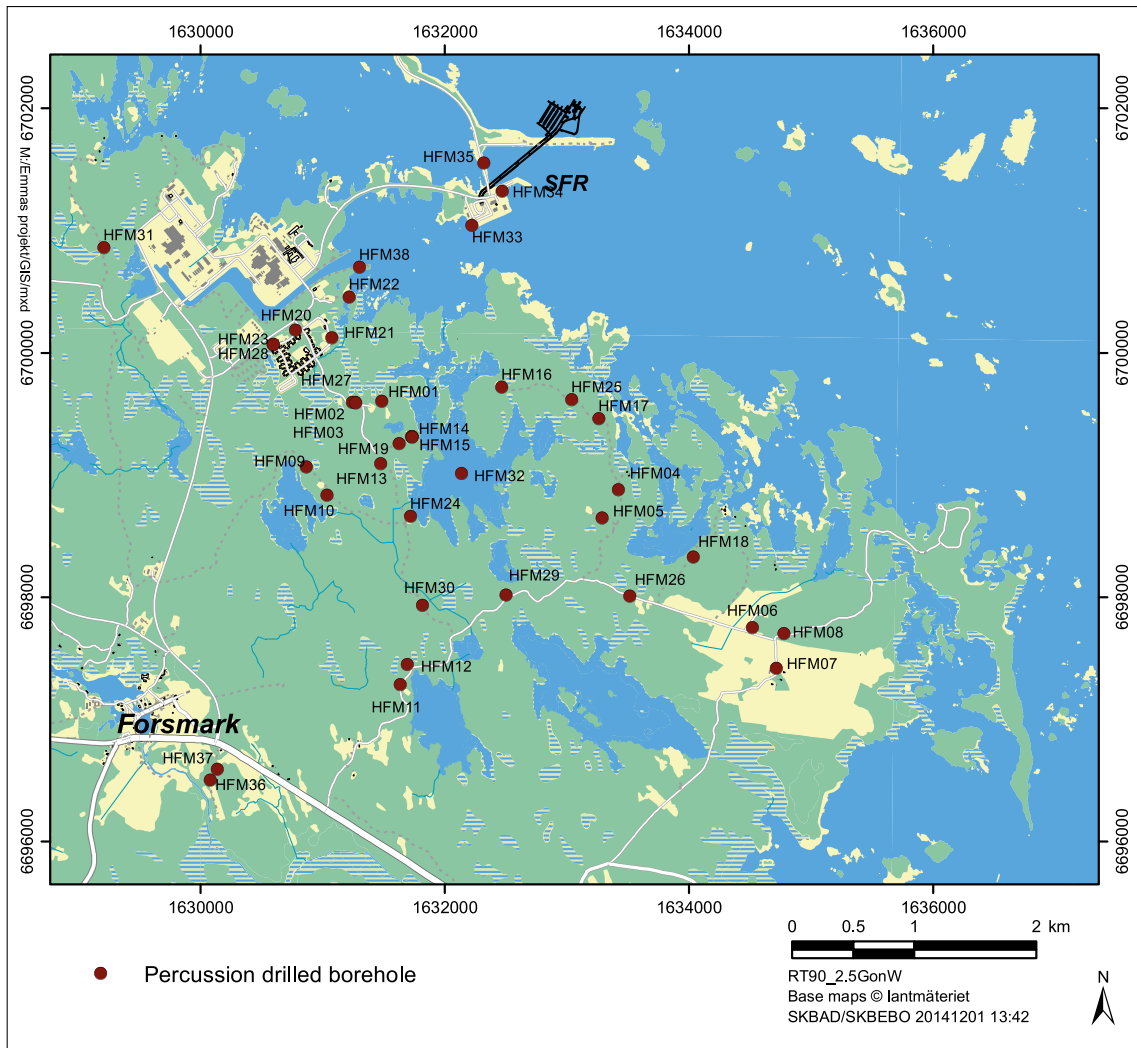 1630000 1632000 1634000 1636000
6702000 M:/Emmas projekt/GIS/mxd
6702000
HFM35
SFR
HFM34
HFM33
HFM31
HFM38
HFM22
HFM20
HFM23
HFM21
HFM28
6700000
6700000
HFM27
HFM16
HFM25
HFM01
HFM02
HFM17
HFM03
HFM14
HFM19
HFM15
HFM09
HFM13
HFM32
HFM04
HFM10
HFM24
HFM05
HFM18
HFM29
HFM26
HFM30
6698000
6698000
HFM06
HFM08
HFM12
HFM07
HFM11
Forsmark
HFM37
HFM36
6696000
6696000
1630000 1632000 1634000 1636000
0 0.5 1 2 km
Percussion drilled borehole
RT90_2.5GonW
Base maps © lantmäteriet
SKBAD/SKBEBO 20141201 13:42
N